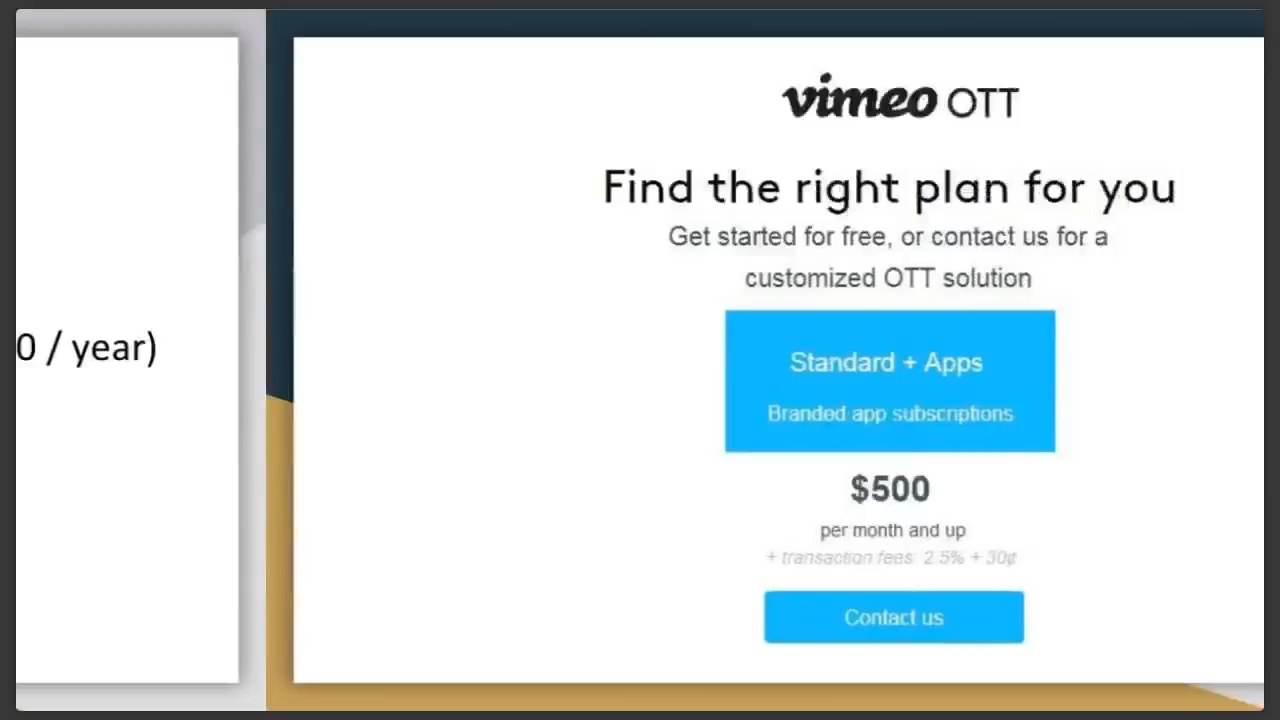 0 / year)
vimeo OTT
Find the right plan for you
Get started for free, or contact us for a
customized OTT solution
Standard + Apps
Branded app subscriptions
$500
per month and up
+ transaction fees: 2.5% + 30¢
Contact us